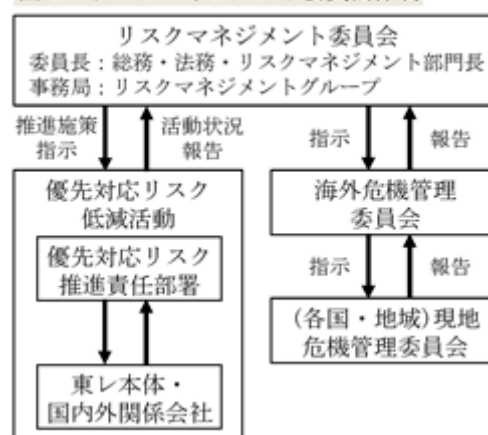 リスクマネジメント委員会
委員長：総務・法務・リスクマネジメント部門長
事務局：リスクマネジメントグループ
推進施策
指示
活動状況
報告
指示
報告
優先対応リスク
低減活動
優先対応リスク
推進責任部署
東レ本体・
国内外関係会社
海外危機管理
委員会
指示
報告
(各国・地域)現地
危機管理委員会